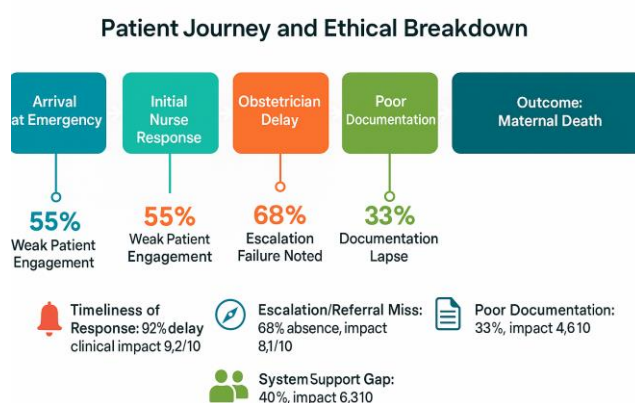 Patient Journey and Ethical Breakdown
Arrival
at Emergency
Initial
Nurse
Response
Obstetrician
Delay
Poor
Documentation
Outcome:
Maternal Death
55%
Weak Patient
Engagement
55%
Weak Patient
Engagement
68%
Escalation
Failure Noted
33%
Documentation
Lapse
Timeliness of
Response: 92% delay
clinical impact 9,2/10
Escalation/Referral Miss:
68% absence, impact
8,1/10
Poor Documentation:
33%, impact 4,610
System Support Gap:
40%, impact 6,310